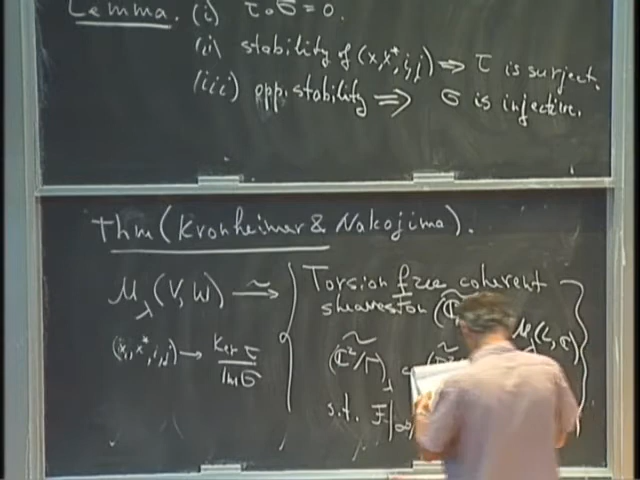 Lemma. (i) τ∘σ = 0.
(ii) stability of (x, x*, i, j) ⟹ τ is surject.
(iii) opp. stability ⟹ σ is injective.
Thm (Kronheimer & Nakajima).
M_λ(V, W) ⥲ { Torsion free coherent
sheaves on
(x, x*, i, j) → Ker τ / Im σ
(ℂ²/Γ)_λ
s.t. F|_∞